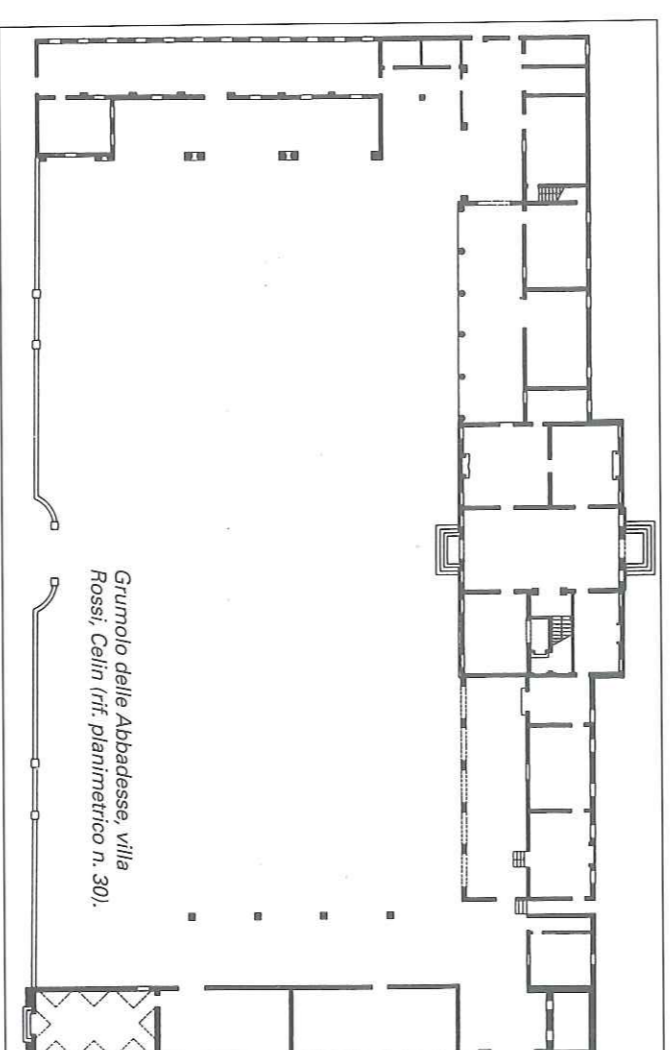 Grumolo delle Abbadesse, villa
Rossi, Celin (rif. planimetrico n. 30).